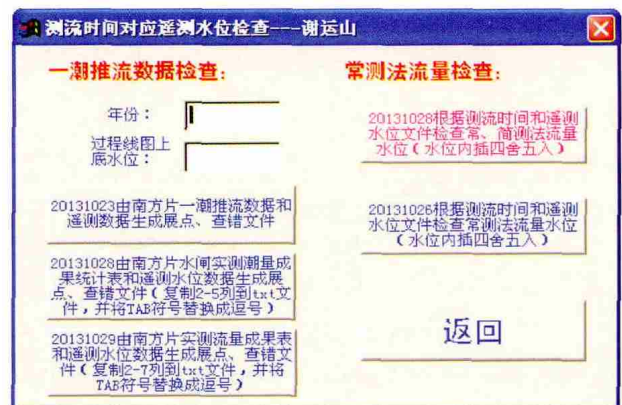 测流时间对应遥测水位检查---谢运山
一潮推流数据检查:
年份:
过程线图上
底水位:
20131023由南方片一潮推流数据和
遥测数据生成展点、查错文件
20131028由南方片水闸实测潮量成
果统计表和遥测水位数据生成展
点、查错文件(复制2-5列到txt文
件,并将TAB符号替换成逗号)
20131029由南方片实测流量成果表
和遥测水位数据生成展点、查错文
件(复制2-7列到txt文件,并将
TAB符号替换成逗号)
常测法流量检查:
20131028根据测流时间和遥测
水位文件检查常、简测法流量
水位(水位内插四舍五入)
20131026根据测流时间和遥测
水位文件检查常测法流量水位
(水位内插四舍五入)
返回